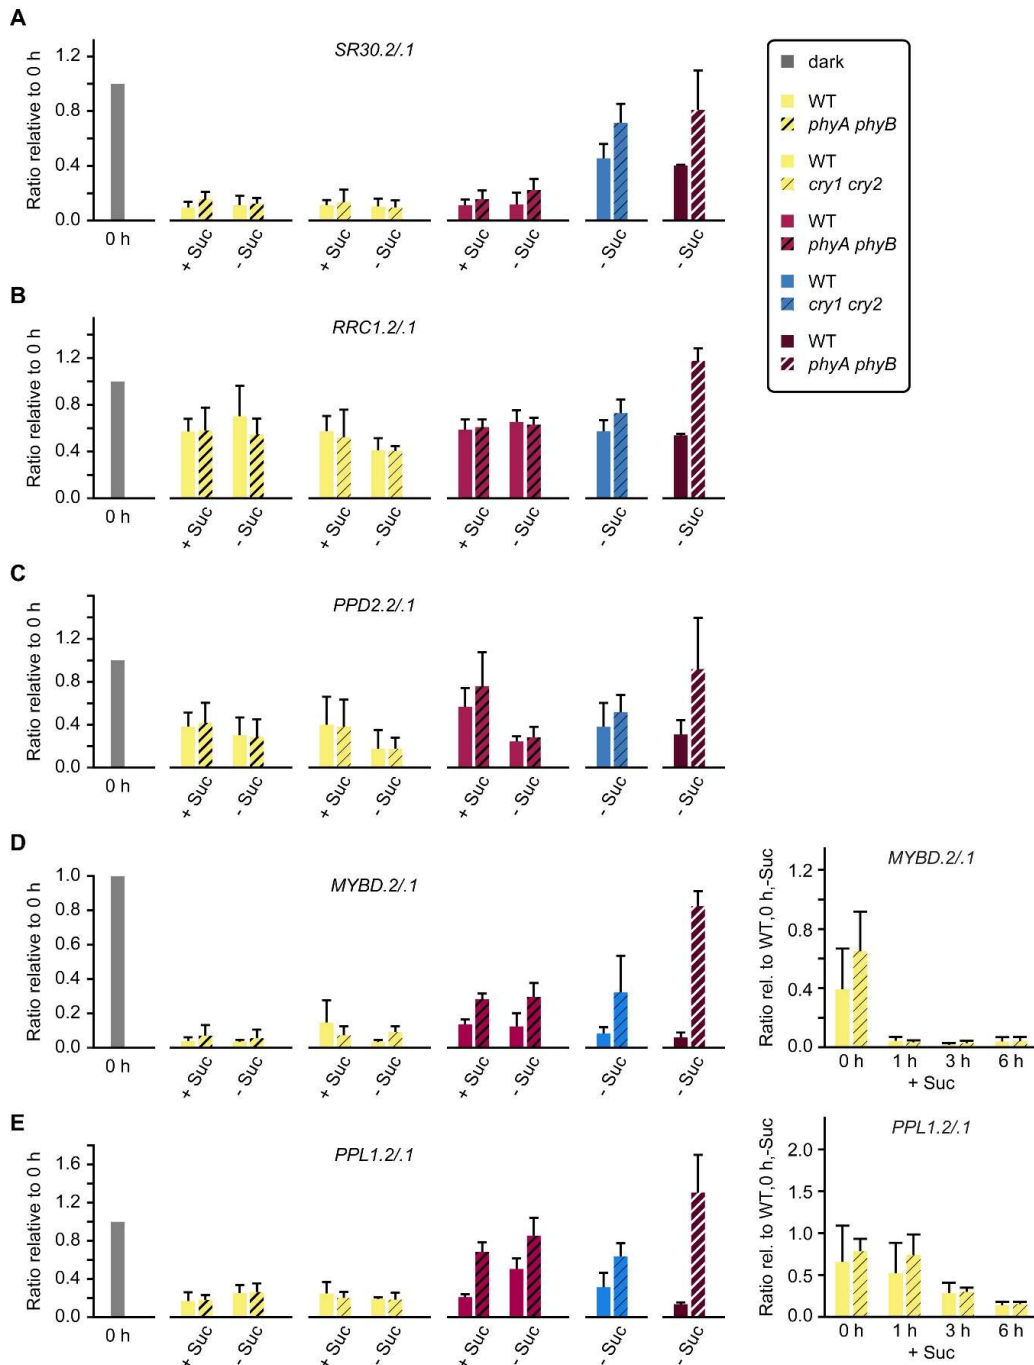 A
SR30.2/.1
Ratio relative to 0 h
1.2
0.8
0.4
0.0
0 h
+ Suc
- Suc
+ Suc
- Suc
+ Suc
- Suc
- Suc
- Suc
dark
WT
phyA phyB
WT
cry1 cry2
WT
phyA phyB
WT
cry1 cry2
WT
phyA phyB
B
RRC1.2/.1
Ratio relative to 0 h
1.2
0.8
0.4
0.0
0 h
+ Suc
- Suc
+ Suc
- Suc
+ Suc
- Suc
- Suc
- Suc
C
PPD2.2/.1
Ratio relative to 0 h
1.2
0.8
0.4
0.0
0 h
+ Suc
- Suc
+ Suc
- Suc
+ Suc
- Suc
- Suc
- Suc
D
MYBD.2/.1
Ratio relative to 0 h
1.0
0.8
0.6
0.4
0.2
0.0
0 h
+ Suc
- Suc
+ Suc
- Suc
+ Suc
- Suc
- Suc
- Suc
MYBD.2/.1
Ratio rel. to WT,0 h,-Suc
1.2
0.8
0.4
0.0
0 h
1 h
3 h
6 h
+ Suc
E
PPL1.2/.1
Ratio relative to 0 h
1.6
1.2
0.8
0.4
0.0
0 h
+ Suc
- Suc
+ Suc
- Suc
+ Suc
- Suc
- Suc
- Suc
PPL1.2/.1
Ratio rel. to WT,0 h,-Suc
2.0
1.5
1.0
0.5
0.0
0 h
1 h
3 h
6 h
+ Suc